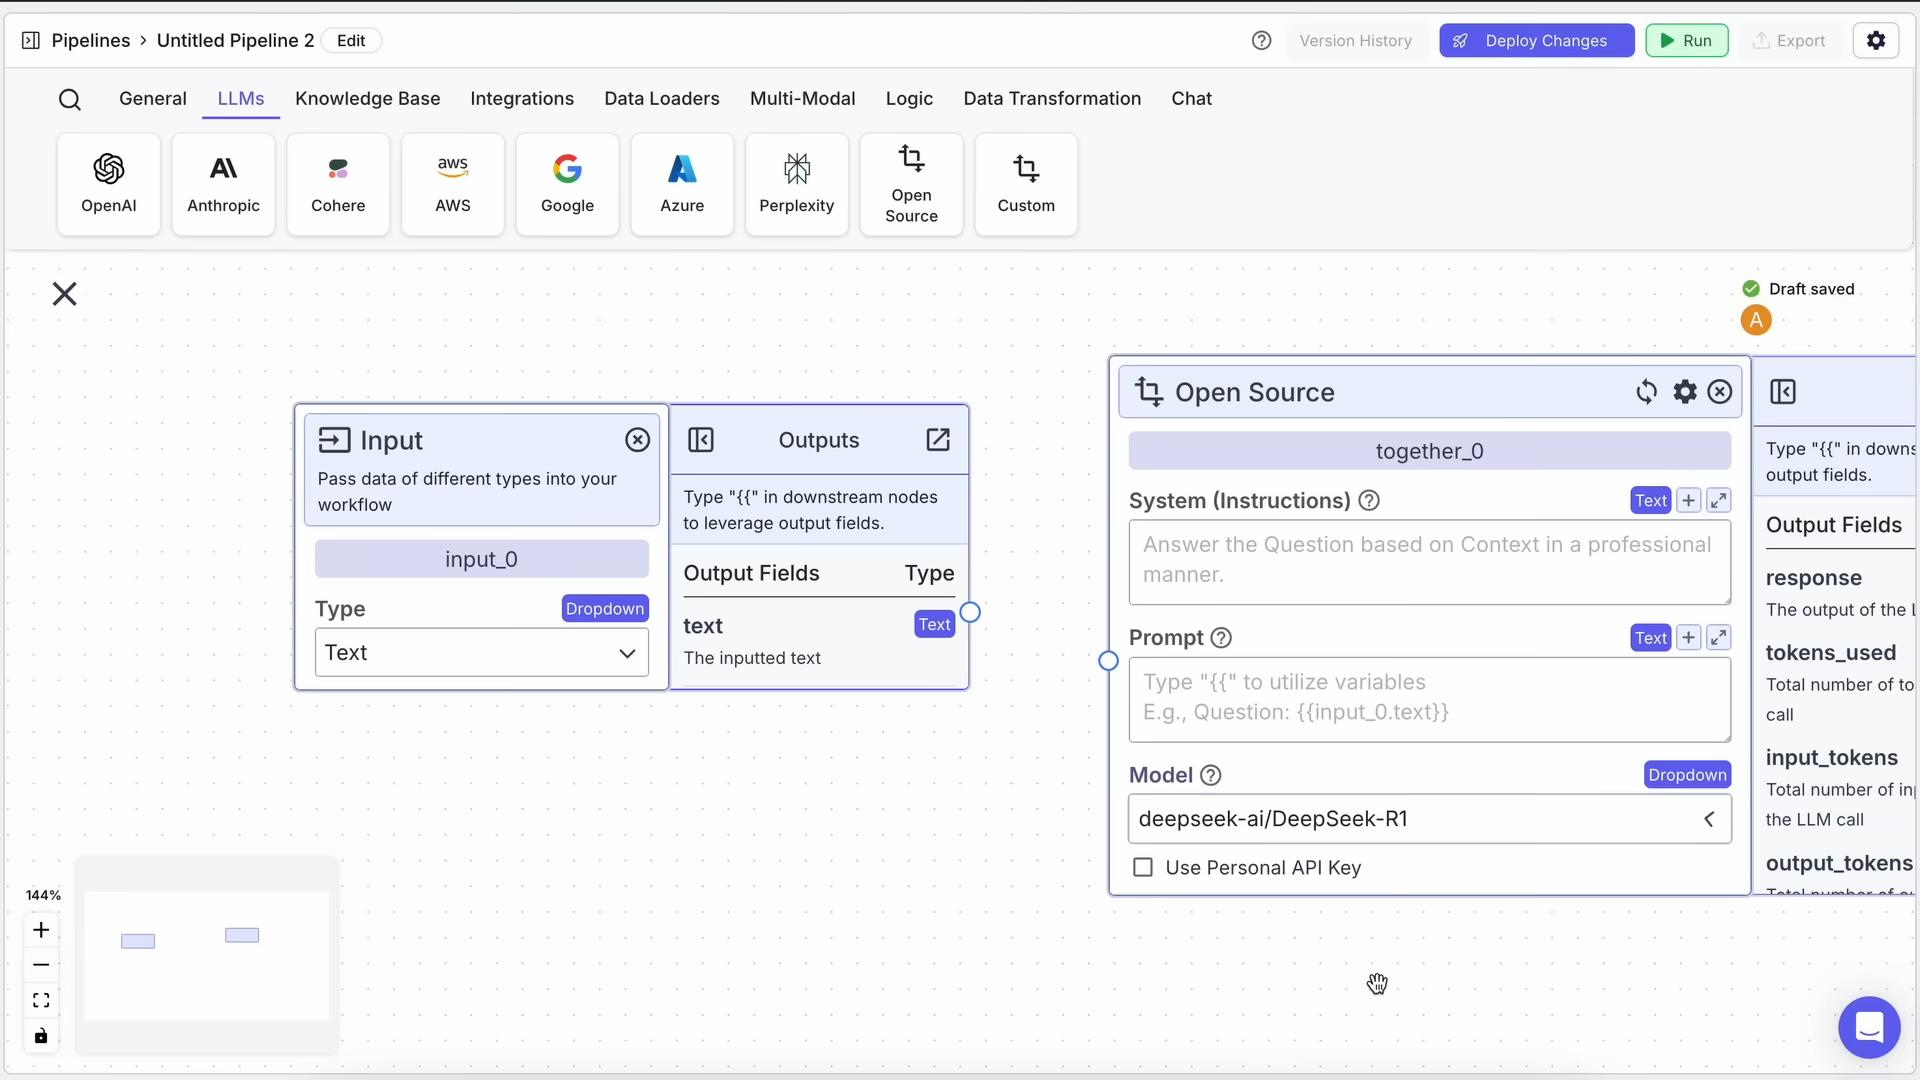 Pipelines › Untitled Pipeline 2 Edit
Version History Deploy Changes Run Export
General LLMs Knowledge Base Integrations Data Loaders Multi-Modal Logic Data Transformation Chat
OpenAI
Anthropic
Cohere
aws
AWS
Google
Azure
Perplexity
Open
Source
Custom
Draft saved
A
Input
Pass data of different types into your
workflow
input_0
Type Dropdown
Text
Outputs
Type "{{" in downstream nodes
to leverage output fields.
Output Fields Type
text Text
The inputted text
Open Source
together_0
System (Instructions) Text
Answer the Question based on Context in a professional
manner.
Prompt Text
Type "{{" to utilize variables
E.g., Question: {{input_0.text}}
Model Dropdown
deepseek-ai/DeepSeek-R1
Use Personal API Key
Type "{{" in downs
output fields.
Output Fields
response
The output of the
tokens_used
Total number of to
call
input_tokens
Total number of in
the LLM call
output_tokens
Total number of
144%